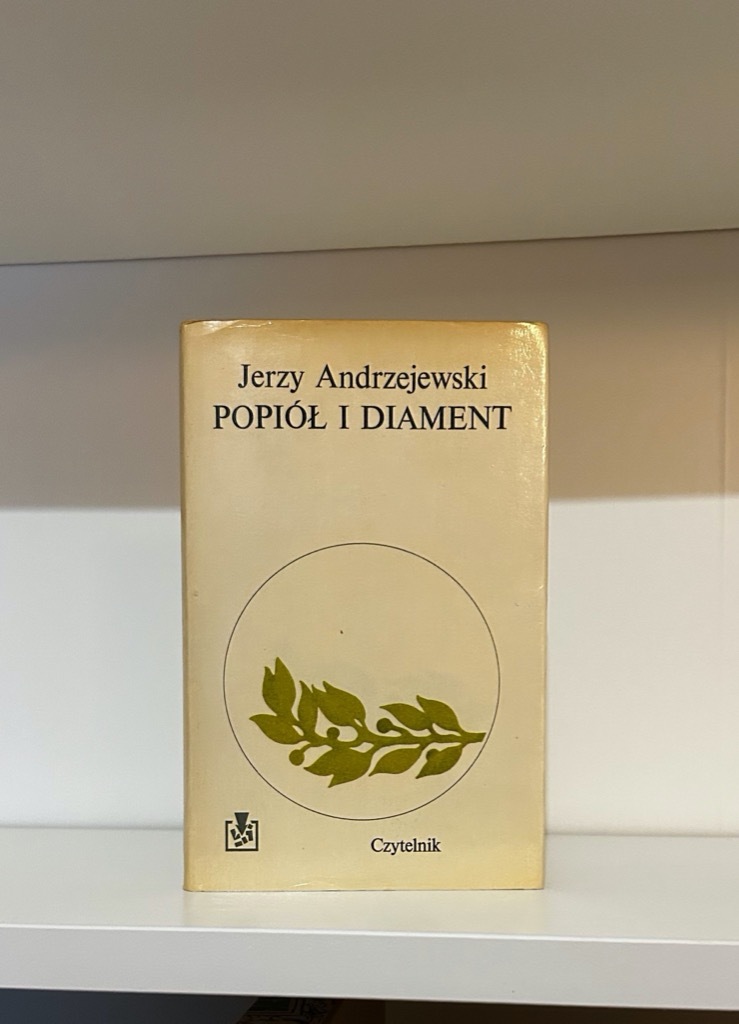 Jerzy Andrzejewski
POPIÓŁ I DIAMENT
Czytelnik